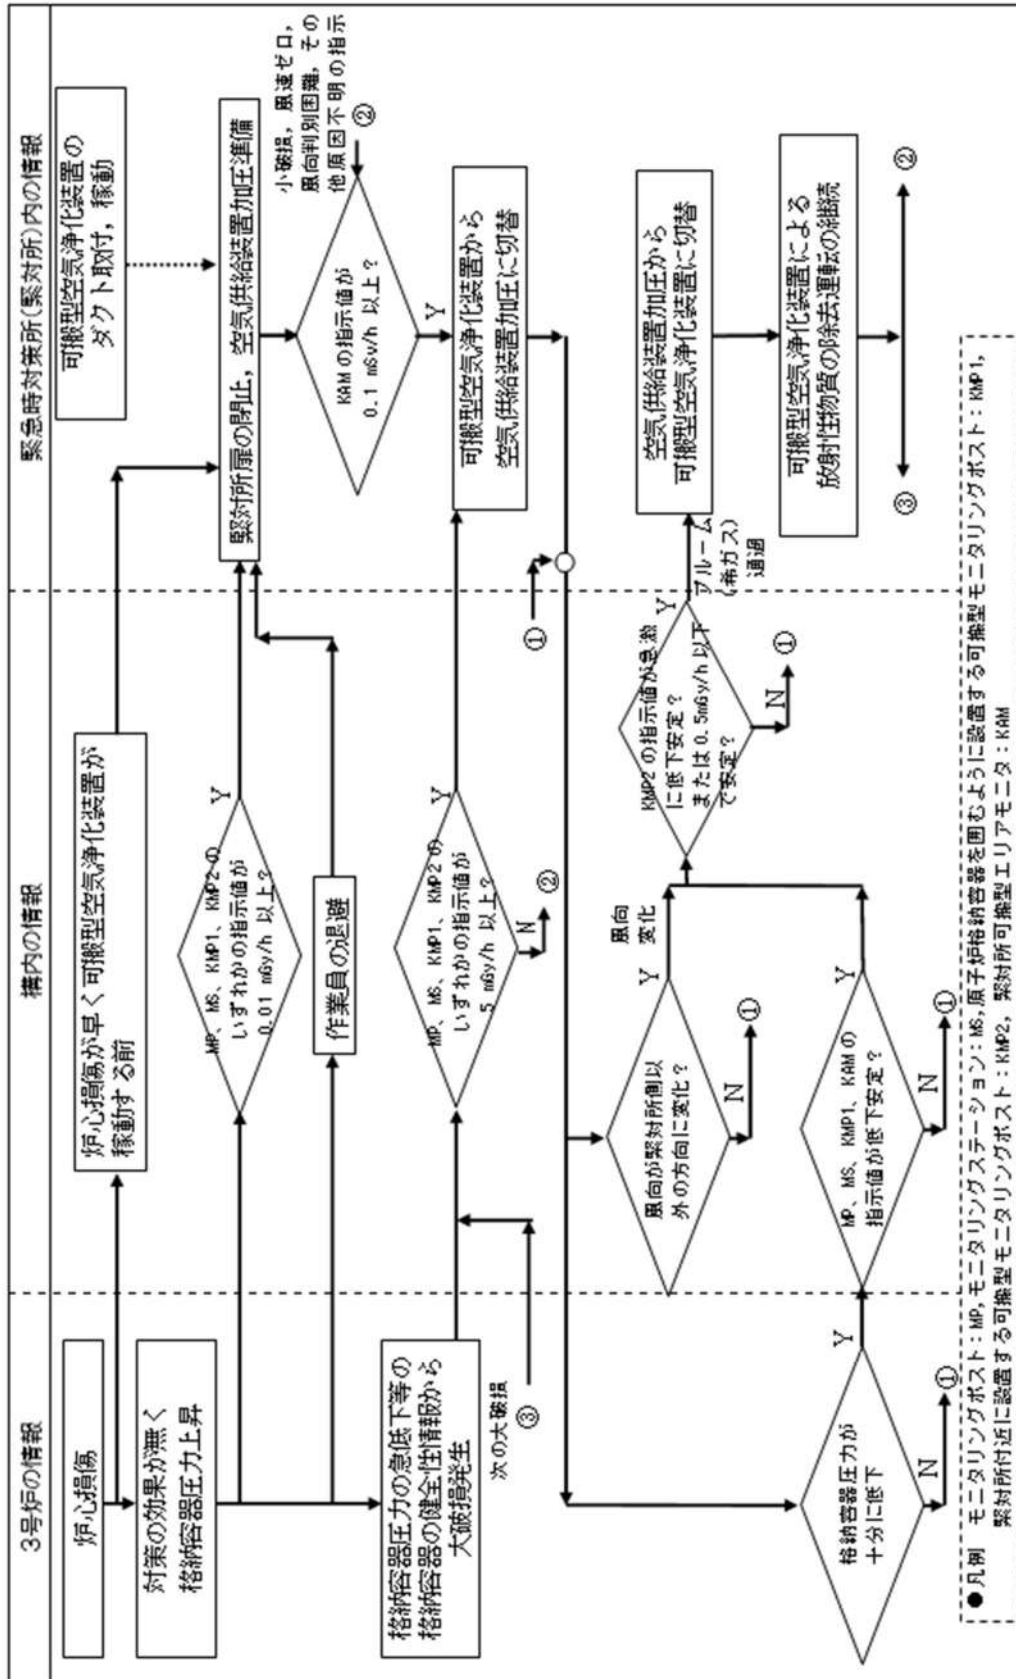 3号炉の情報
構内の情報
緊急時対策所(緊対所)内の情報
炉心損傷
対策の効果が無く
格納容器圧力上昇
格納容器圧力の急低下等の
格納容器の健全性情報から
大破損発生
次の大破損
③
格納容器圧力が
十分に低下
Y
N
①
炉心損傷が早く可搬型空気浄化装置が
稼動する前
MP、MS、KMP1、KMP2の
いずれかの指示値が
0.01 mGy/h 以上?
Y
作業員の退避
MP、MS、KMP1、KMP2の
いずれかの指示値が
5 mGy/h 以上?
Y
N
②
風向が緊対所側以
外の方向に変化?
Y
N
①
風向
変化
MP、MS、KMP1、KAMの
指示値が低下安定?
Y
N
①
KMP2の指示値が急激
に低下安定?
または0.5mGy/h以下
で安定?
Y
N
①
プルーム
(希ガス)
通過
可搬型空気浄化装置の
ダクト取付,稼動
緊対所扉の閉止,空気供給装置加圧準備
小破損,風速ゼロ,
風向判別困難,その
他原因不明の指示
②
KAMの指示値が
0.1 mSv/h 以上?
Y
可搬型空気浄化装置から
空気供給装置加圧に切替
①
空気供給装置加圧から
可搬型空気浄化装置に切替
可搬型空気浄化装置による
放射性物質の除去運転の継続
③
②
●凡例 モニタリングポスト:MP,モニタリングステーション:MS,原子炉格納容器を囲むように設置する可搬型モニタリングポスト:KMP1,
緊対所付近に設置する可搬型モニタリングポスト:KMP2, 緊対所可搬型エリアモニタ:KAM